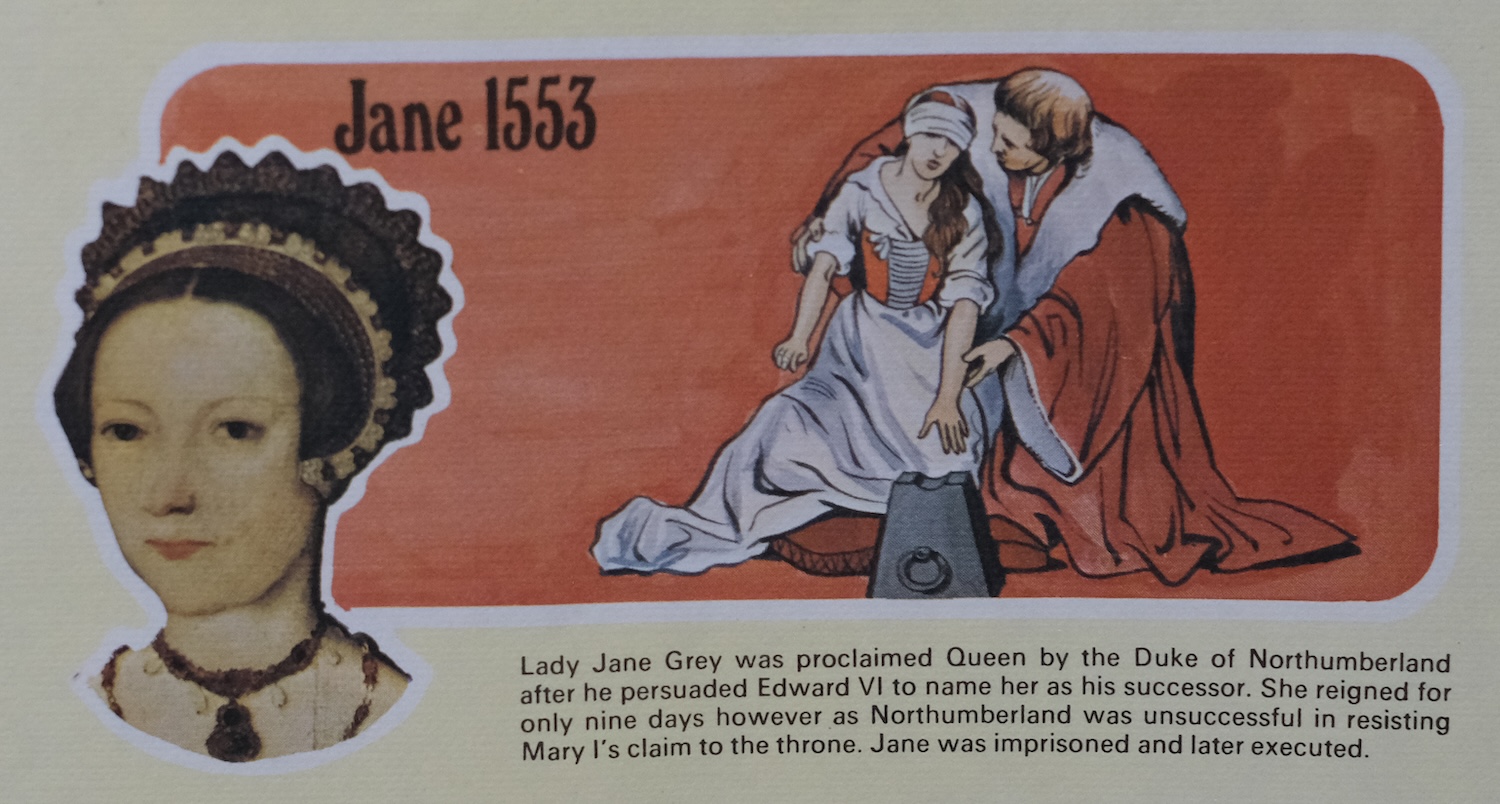 Jane 1553
Lady Jane Grey was proclaimed Queen by the Duke of Northumberland
after he persuaded Edward VI to name her as his successor. She reigned for
only nine days however as Northumberland was unsuccessful in resisting
Mary I's claim to the throne. Jane was imprisoned and later executed.